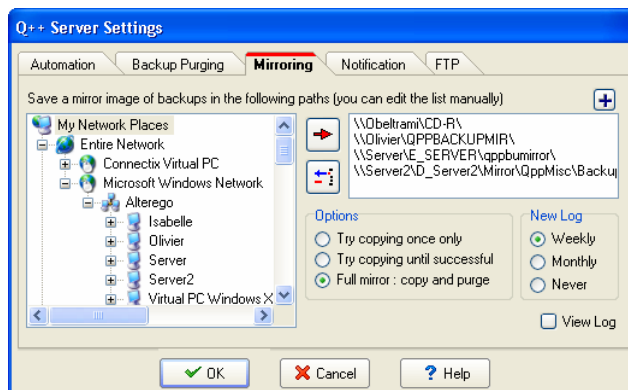 Q++ Server Settings
Automation
Backup Purging
Mirroring
Notification
FTP
Save a mirror image of backups in the following paths (you can edit the list manually)
My Network Places
Entire Network
Connectix Virtual PC
Microsoft Windows Network
Alterego
Isabelle
Olivier
Server
Server2
Virtual PC Windows X
\\Obeltrami\CD-R\
\\Olivier\QPPBACKUPMIR\
\\Server\E_SERVER\qppbumirror\
\\Server2\D_Server2\Mirror\QppMisc\Backup
Options
Try copying once only
Try copying until successful
Full mirror : copy and purge
New Log
Weekly
Monthly
Never
View Log
OK
Cancel
? Help